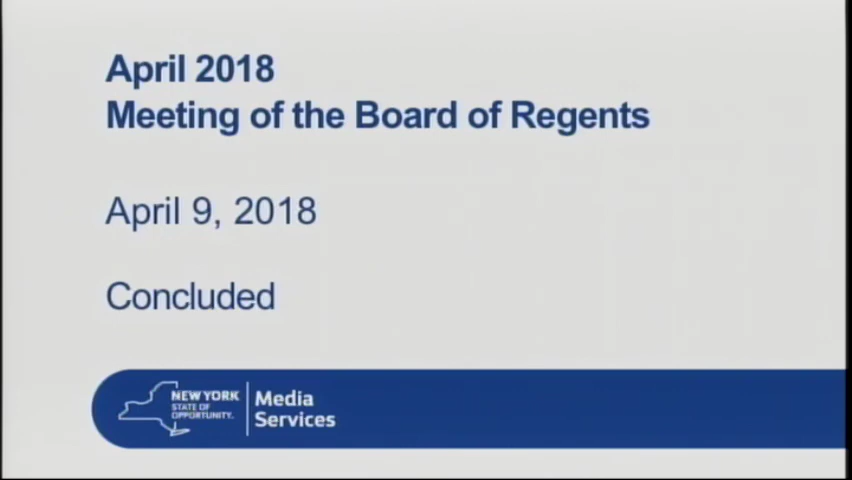 April 2018
Meeting of the Board of Regents
April 9, 2018
Concluded
NEW YORK
STATE OF
OPPORTUNITY.
Media
Services